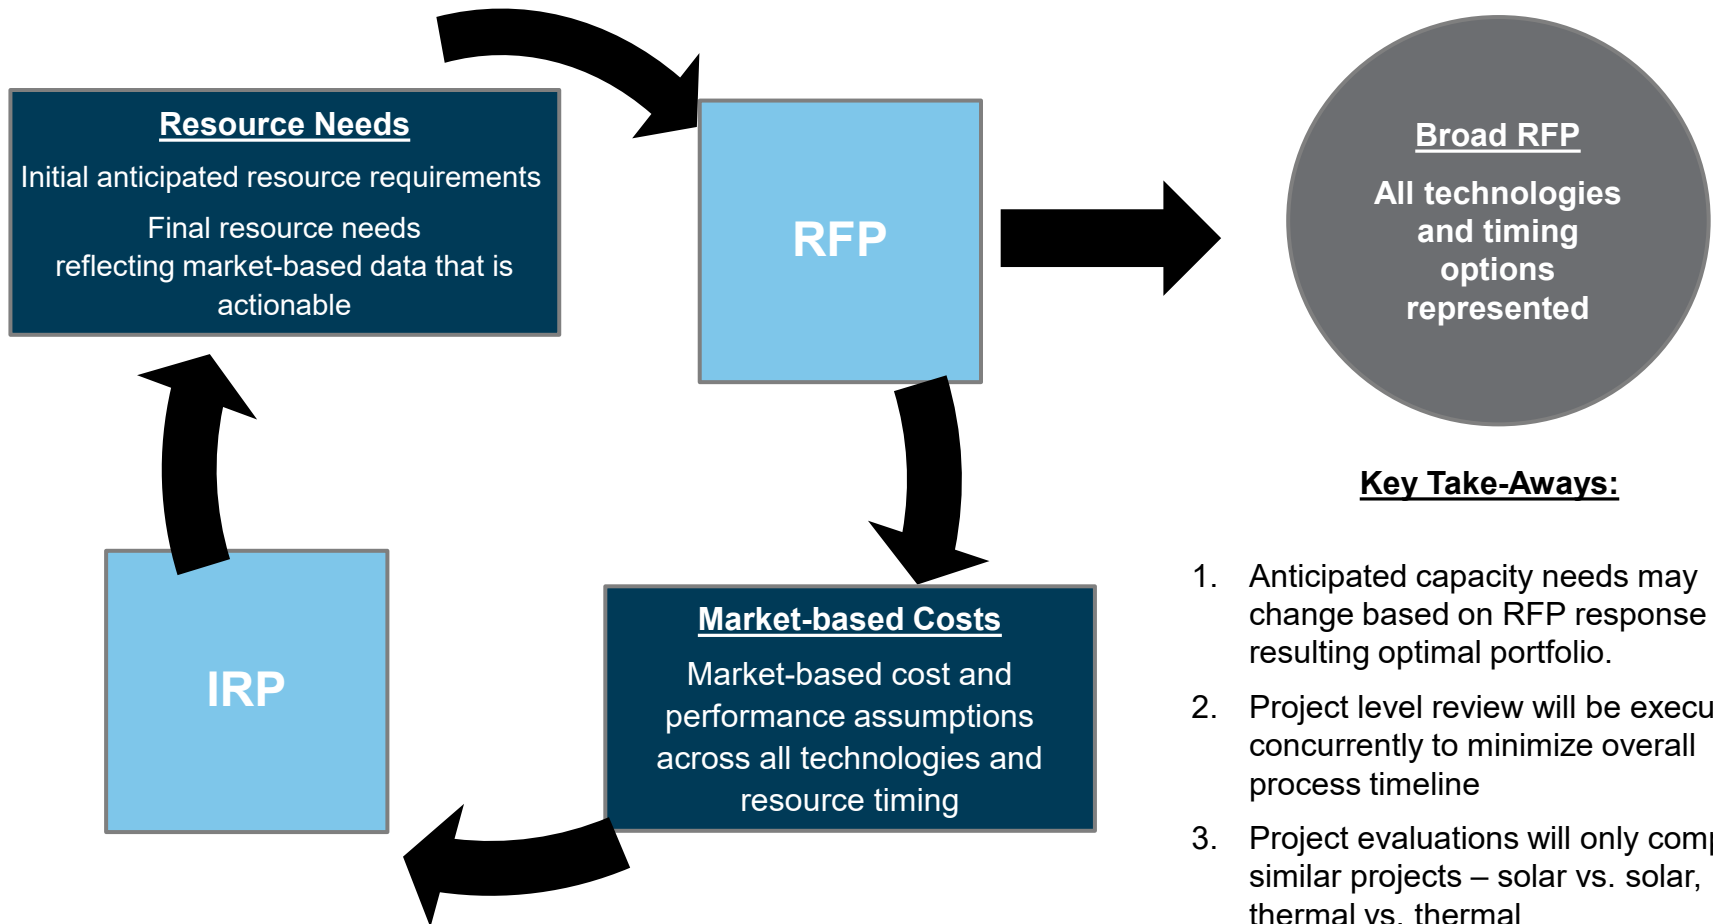 Resource Needs
Initial anticipated resource requirements
Final resource needs
reflecting market-based data that is
actionable
RFP
Broad RFP
All technologies
and timing
options
represented
IRP
Market-based Costs
Market-based cost and
performance assumptions
across all technologies and
resource timing
Key Take-Aways:
1. Anticipated capacity needs may
change based on RFP response
resulting optimal portfolio.
2. Project level review will be
concurrently to minimize overall
process timeline
3. Project evaluations will only
similar projects – solar vs. solar,
thermal vs. thermal